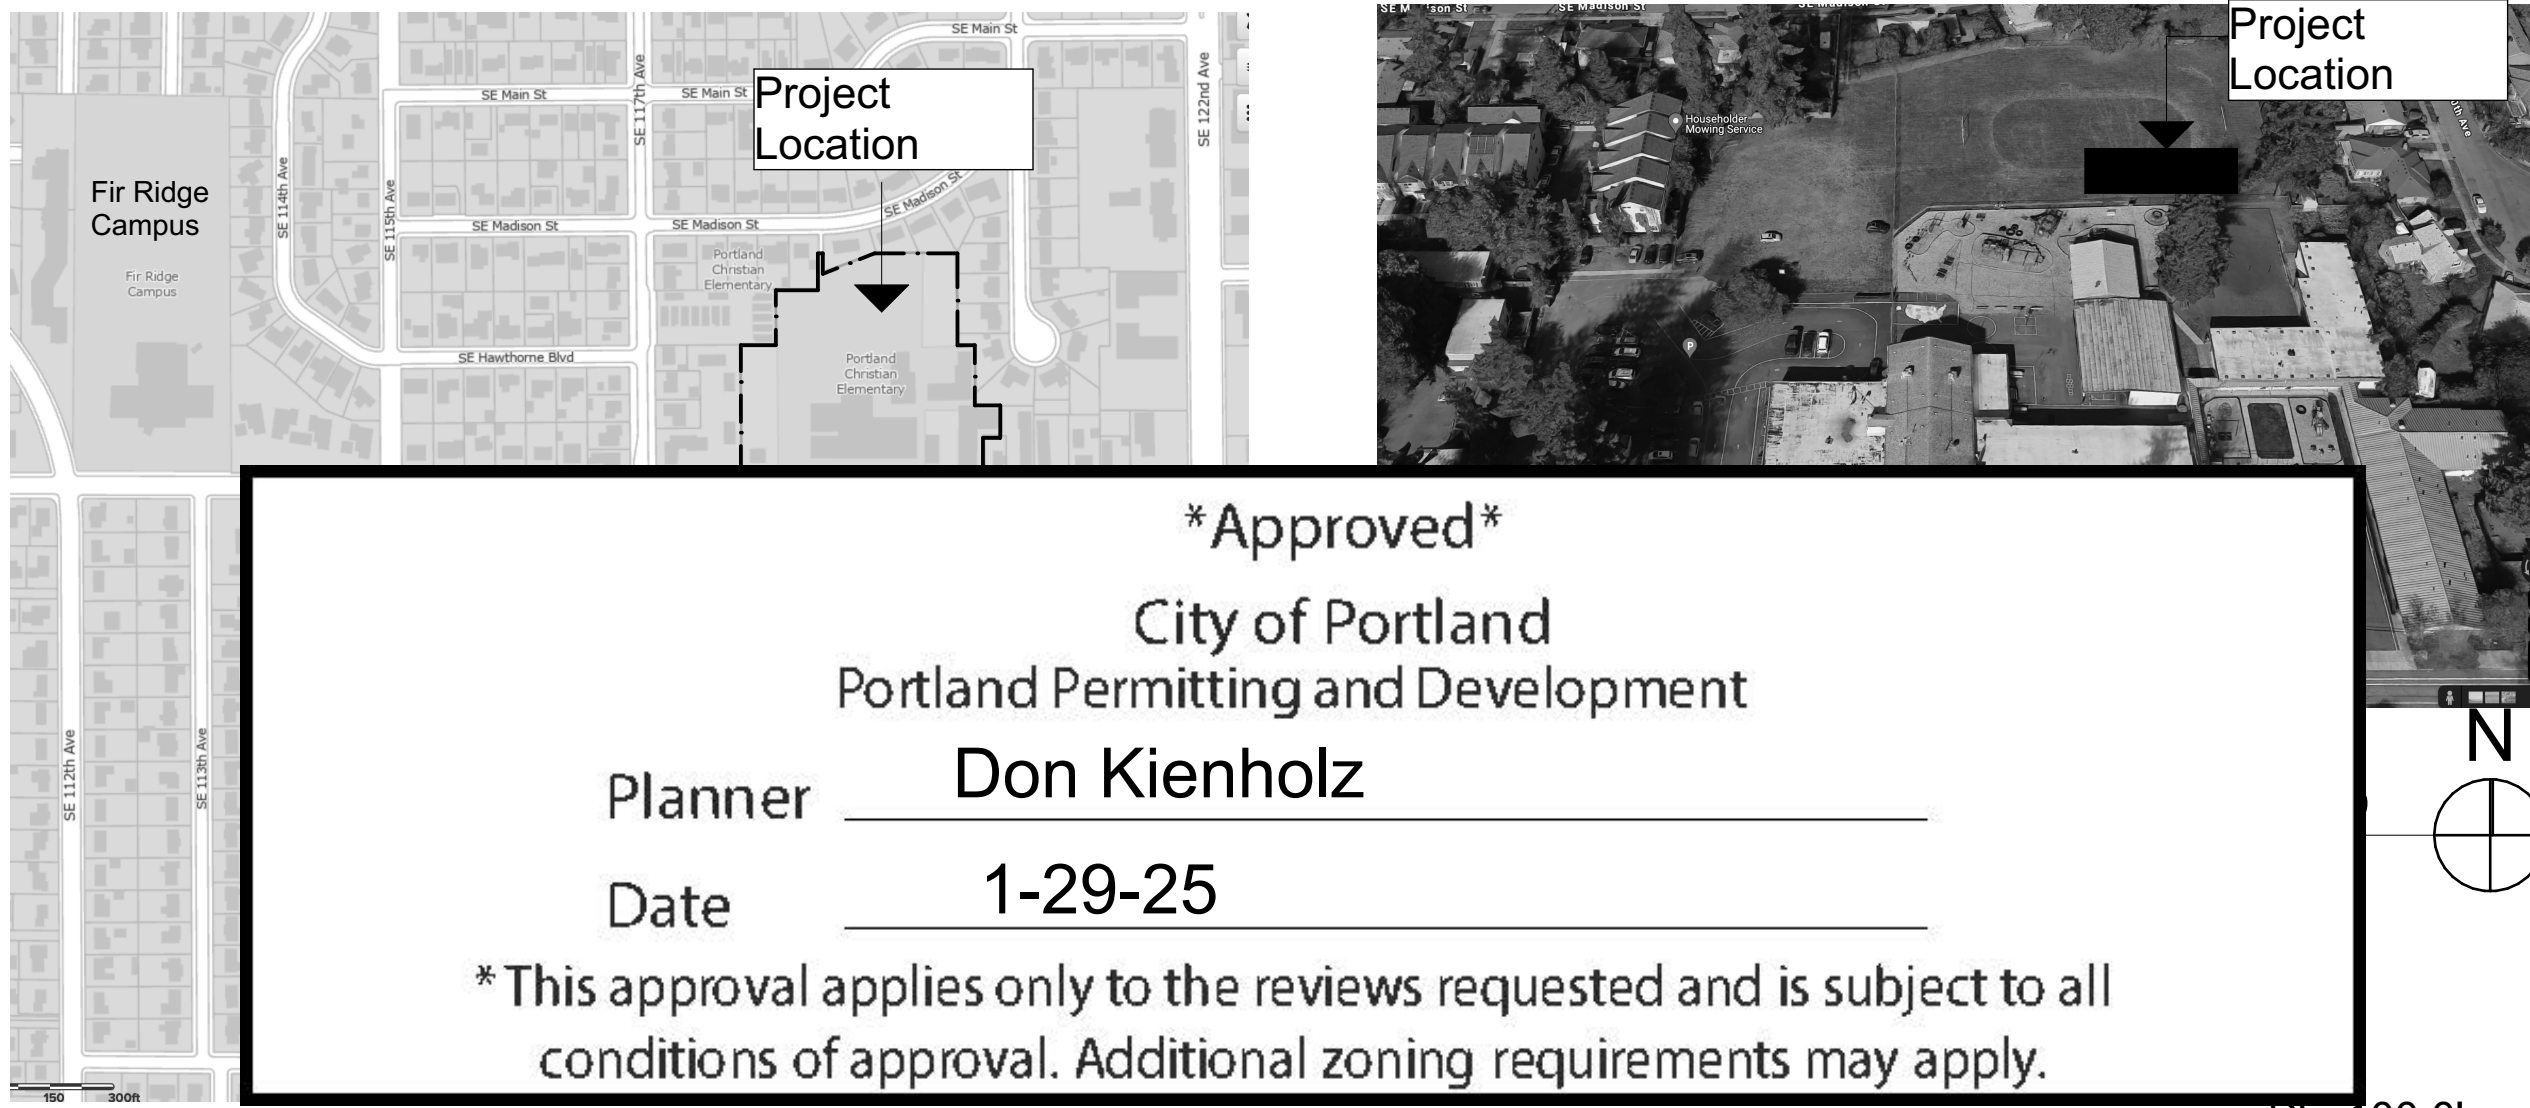 SE Main St
SE Main St
SE Main St
SE 117th Ave
SE 122nd Ave
Project
Location
Fir Ridge
Campus
Fir Ridge
Campus
SE 114th Ave
SE 115th Ave
SE Madison St
SE Madison St
SE Madison St
Portland
Christian
Elementary
Portland
Christian
Elementary
SE Hawthorne Blvd
SE 112th Ave
SE 113th Ave
150
300ft
SE Madison St
Project
Location
Householder
Mowing Service
P
*Approved*
City of Portland
Portland Permitting and Development
Planner Don Kienholz
Date 1-29-25
* This approval applies only to the reviews requested and is subject to all
conditions of approval. Additional zoning requirements may apply.
N